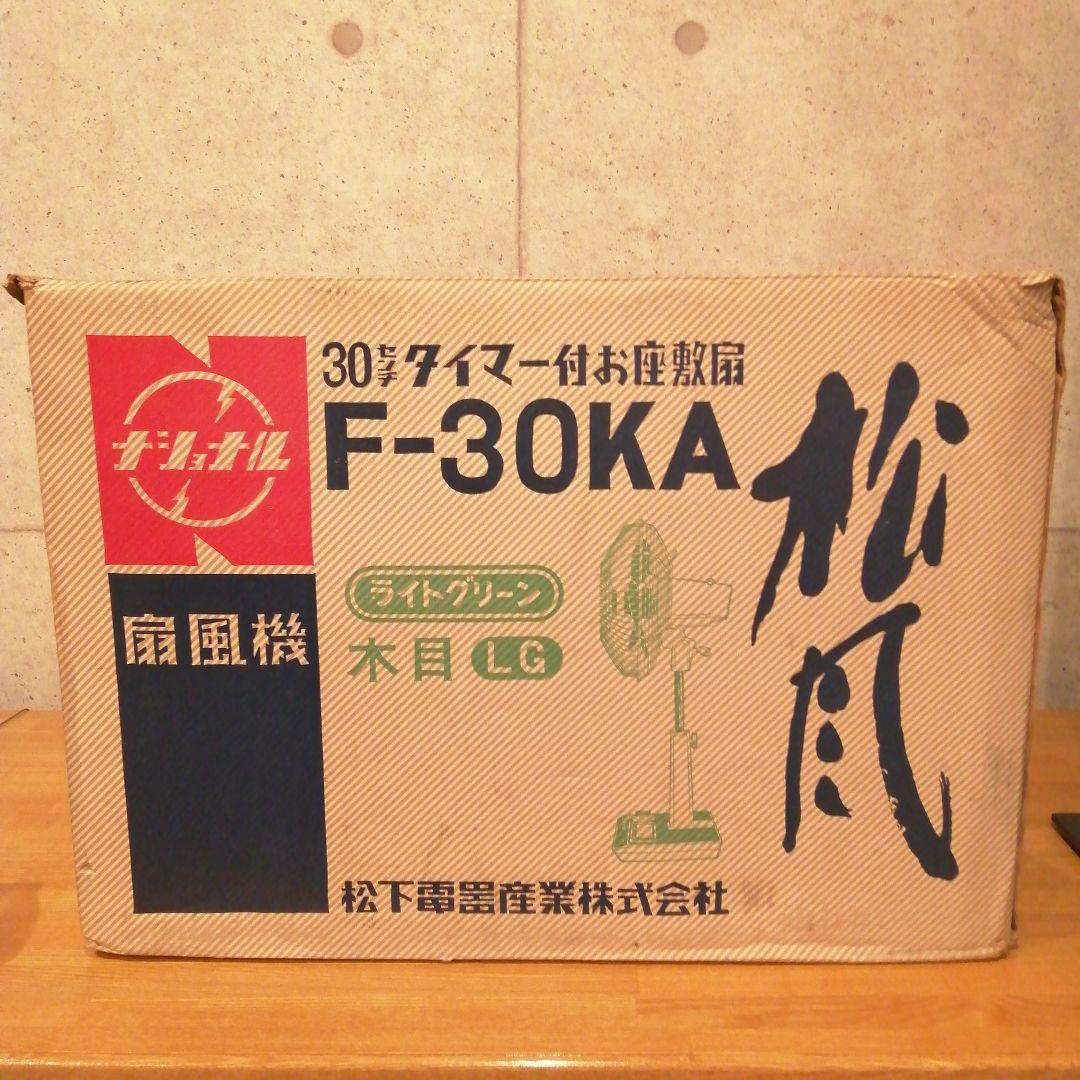 ナショナル
扇風機
30センチ タイマー付お座敷扇
F-30KA
ライトグリーン
木目 LG
松風
松下電器産業株式会社